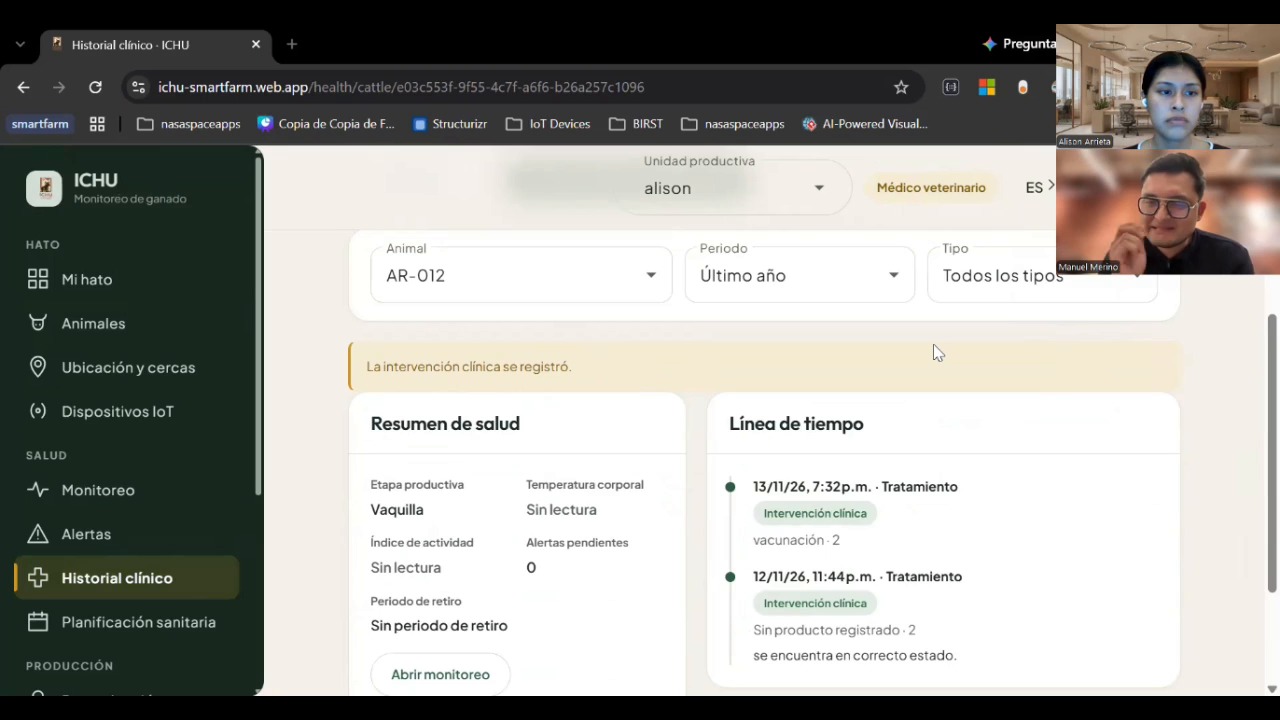 Historial clínico · ICHU
Pregunta
ichu-smartfarm.web.app/health/cattle/e03c553f-9f55-4c7f-a6f6-b26a257c1096
smartfarm
nasaspaceapps
Copia de Copia de F...
Structurizr
IoT Devices
BIRST
nasaspaceapps
AI-Powered Visual...
Alison Arrieta
Manuel Merino
ICHU
Monitoreo de ganado
HATO
Mi hato
Animales
Ubicación y cercas
Dispositivos IoT
SALUD
Monitoreo
Alertas
Historial clínico
Planificación sanitaria
PRODUCCIÓN
Unidad productiva
alison
Médico veterinario
ES
Animal
AR-012
Periodo
Último año
Tipo
Todos los tipos
La intervención clínica se registró.
Resumen de salud
Etapa productiva
Vaquilla
Temperatura corporal
Sin lectura
Índice de actividad
Sin lectura
Alertas pendientes
0
Periodo de retiro
Sin periodo de retiro
Abrir monitoreo
Línea de tiempo
13/11/26, 7:32 p.m. · Tratamiento
Intervención clínica
vacunación · 2
12/11/26, 11:44 p.m. · Tratamiento
Intervención clínica
Sin producto registrado · 2
se encuentra en correcto estado.